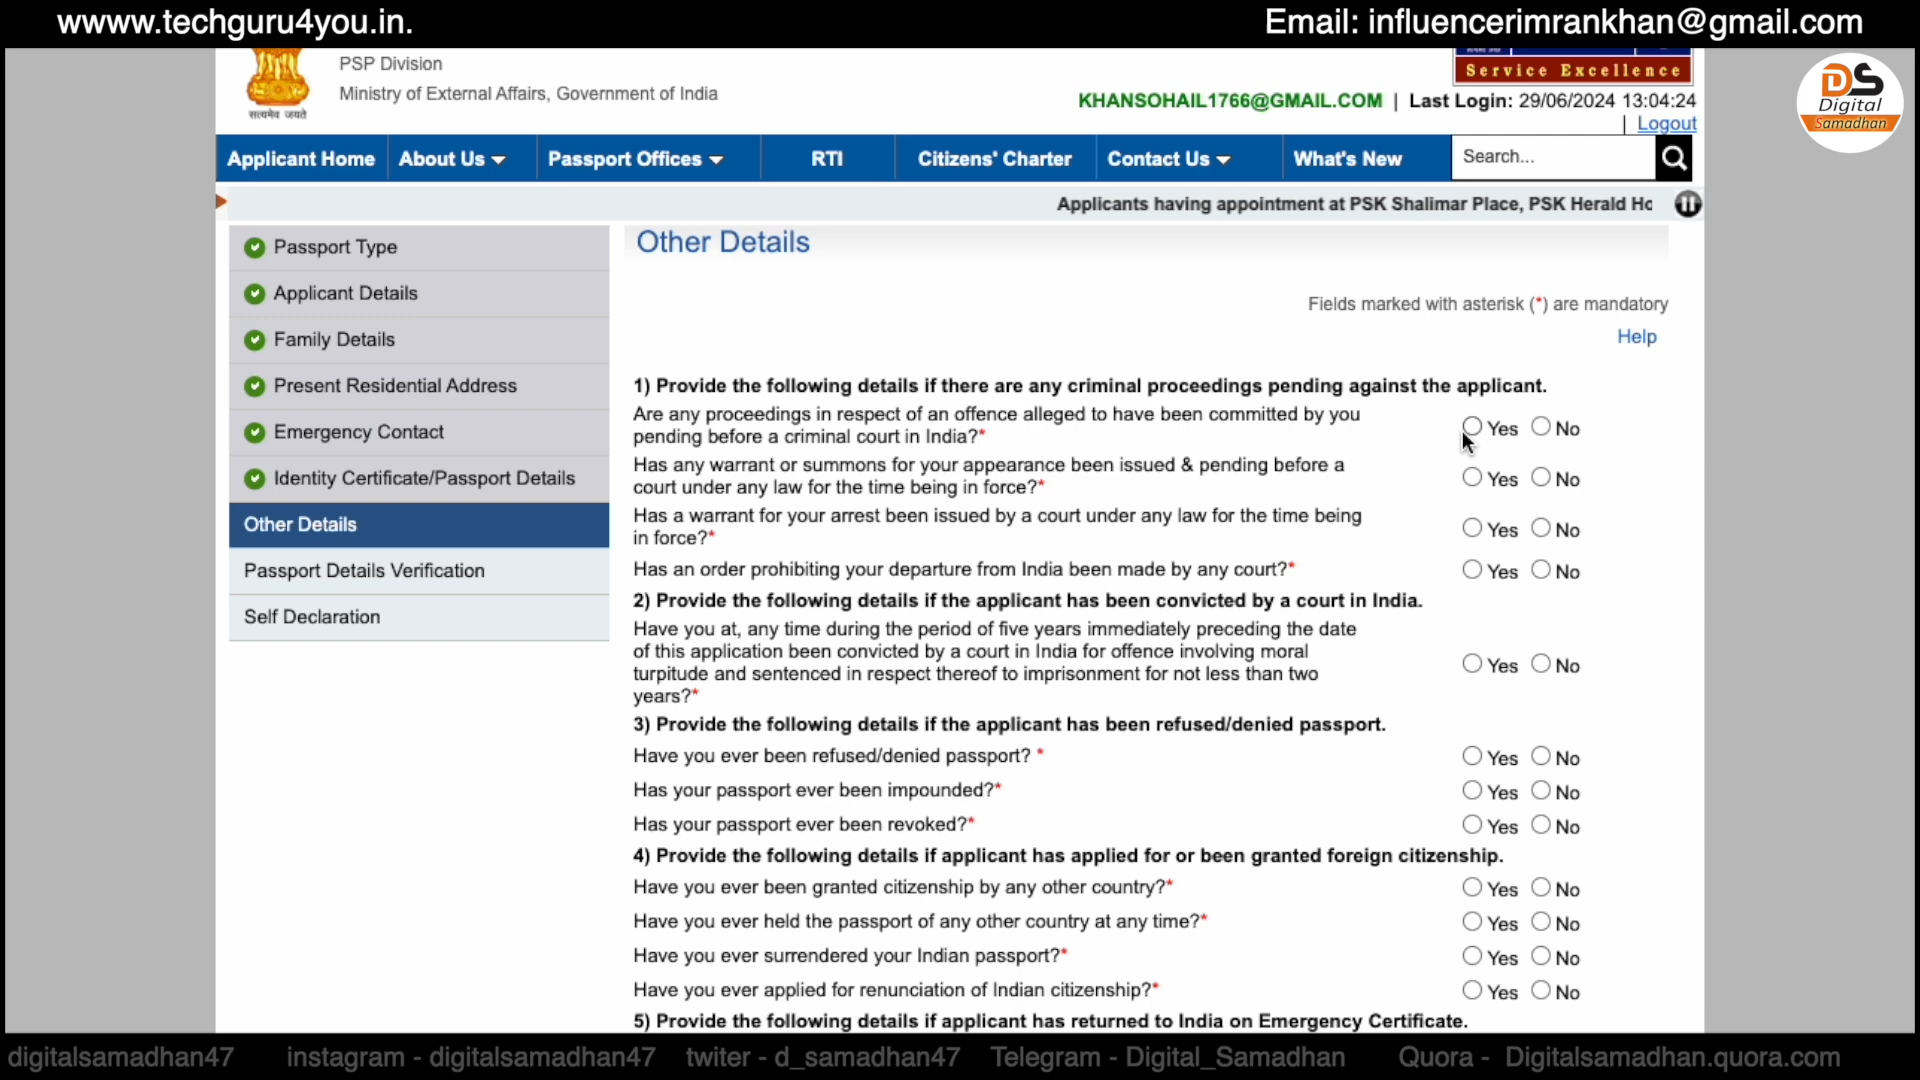 wwww.techguru4you.in.
Email: influencerimrankhan@gmail.com
PSP Division
Ministry of External Affairs, Government of India
सत्यमेव जयते
Service Excellence
DS
Digital
Samadhan
KHANSOHAIL1766@GMAIL.COM | Last Login: 29/06/2024 13:04:24
| Logout
Applicant Home About Us Passport Offices RTI Citizens' Charter Contact Us What's New Search...
Applicants having appointment at PSK Shalimar Place, PSK Herald Ho
Passport Type
Applicant Details
Family Details
Present Residential Address
Emergency Contact
Identity Certificate/Passport Details
Other Details
Passport Details Verification
Self Declaration
Other Details
Fields marked with asterisk (*) are mandatory
Help
1) Provide the following details if there are any criminal proceedings pending against the applicant.
Are any proceedings in respect of an offence alleged to have been committed by you
pending before a criminal court in India?*
Yes No
Has any warrant or summons for your appearance been issued & pending before a
court under any law for the time being in force?*
Yes No
Has a warrant for your arrest been issued by a court under any law for the time being
in force?*
Yes No
Has an order prohibiting your departure from India been made by any court?* Yes No
2) Provide the following details if the applicant has been convicted by a court in India.
Have you at, any time during the period of five years immediately preceding the date
of this application been convicted by a court in India for offence involving moral
turpitude and sentenced in respect thereof to imprisonment for not less than two
years?*
Yes No
3) Provide the following details if the applicant has been refused/denied passport.
Have you ever been refused/denied passport? * Yes No
Has your passport ever been impounded?* Yes No
Has your passport ever been revoked?* Yes No
4) Provide the following details if applicant has applied for or been granted foreign citizenship.
Have you ever been granted citizenship by any other country?* Yes No
Have you ever held the passport of any other country at any time?* Yes No
Have you ever surrendered your Indian passport?* Yes No
Have you ever applied for renunciation of Indian citizenship?* Yes No
5) Provide the following details if applicant has returned to India on Emergency Certificate.
digitalsamadhan47 instagram - digitalsamadhan47 twiter - d_samadhan47 Telegram - Digital_Samadhan Quora - Digitalsamadhan.quora.com